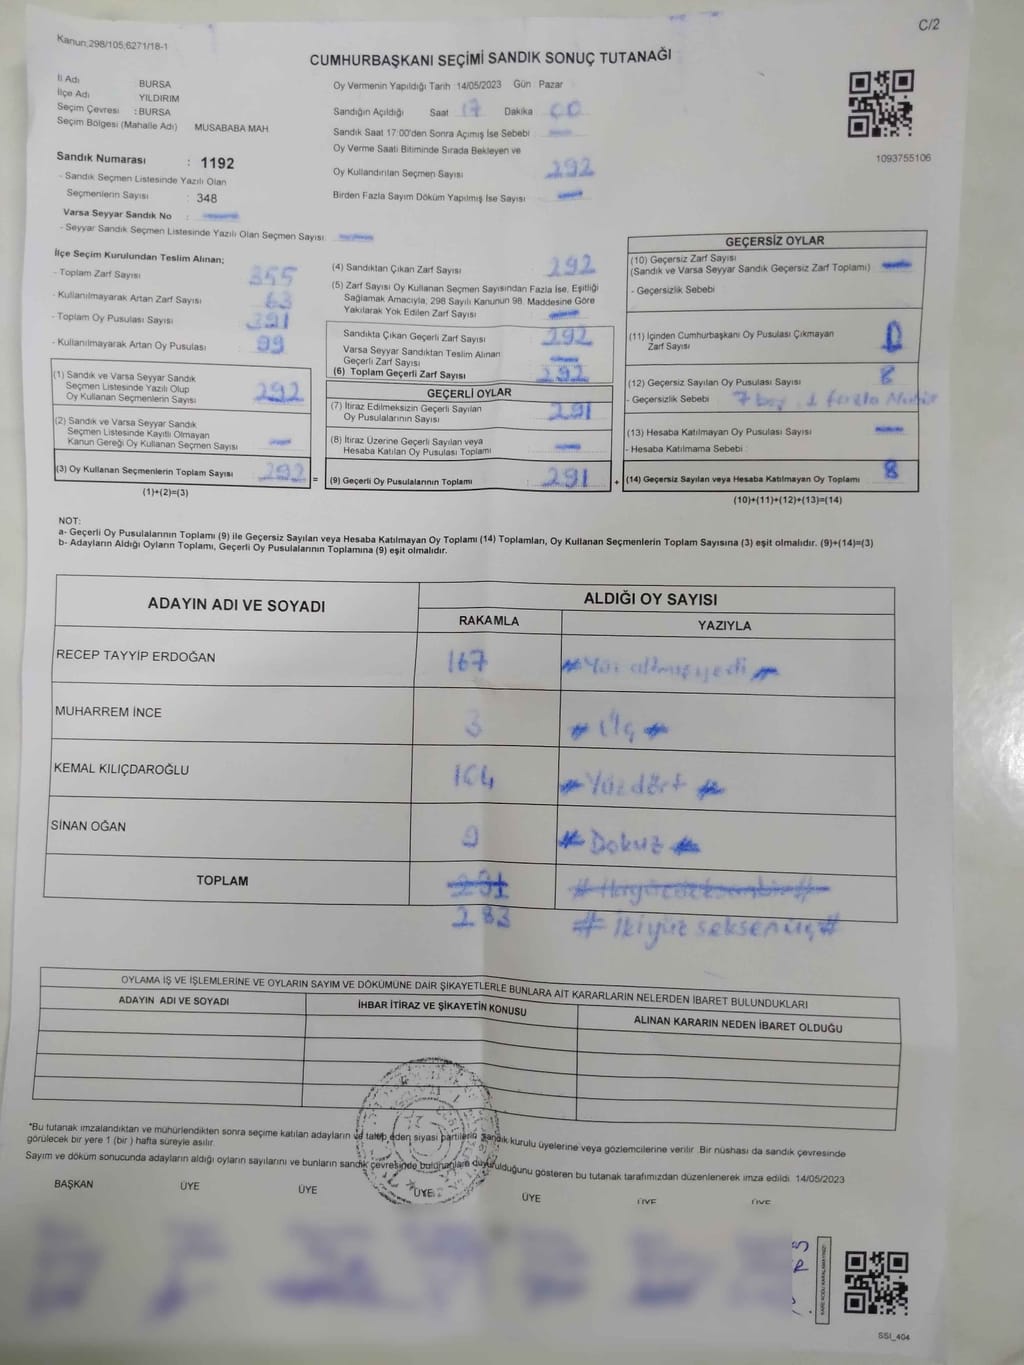 C/2
Kanun;298/105;6271/18-1
CUMHURBAŞKANI SEÇİMİ SANDIK SONUÇ TUTANAĞI
İl Adı BURSA
İlçe Adı YILDIRIM
Seçim Çevresi : BURSA
Seçim Bölgesi (Mahalle Adı) MUSABABA MAH
Oy Vermenin Yapıldığı Tarih 14/05/2023 Gün Pazar
Sandığın Açıldığı Saat 17 Dakika 00
Sandık Saat 17:00'den Sonra Açımış İse Sebebi
Oy Verme Saati Bitiminde Sırada Bekleyen ve
Oy Kullandırılan Seçmen Sayısı 292
Birden Fazla Sayım Döküm Yapılmış İse Sayısı
1093755106
Sandık Numarası : 1192
- Sandık Seçmen Listesinde Yazılı Olan
Seçmenlerin Sayısı : 348
Varsa Seyyar Sandık No :
- Seyyar Sandık Seçmen Listesinde Yazılı Olan Seçmen Sayısı :
İlçe Seçim Kurulundan Teslim Alınan;
- Toplam Zarf Sayısı 355
- Kullanılmayarak Artan Zarf Sayısı 63
- Toplam Oy Pusulası Sayısı 391
- Kullanılmayarak Artan Oy Pusulası 99
(1) Sandık ve Varsa Seyyar Sandık
Seçmen Listesinde Yazılı Olup
Oy Kullanan Seçmenlerin Sayısı 292
(2) Sandık ve Varsa Seyyar Sandık
Seçmen Listesinde Kayıtlı Olmayan
Kanun Gereği Oy Kullanan Seçmen Sayısı
(3) Oy Kullanan Seçmenlerin Toplam Sayısı 292 =
(1)+(2)=(3)
(4) Sandıktan Çıkan Zarf Sayısı 292
(5) Zarf Sayısı Oy Kullanan Seçmen Sayısından Fazla İse, Eşitliği
Sağlamak Amacıyla, 298 Sayılı Kanunun 98. Maddesine Göre
Yakılarak Yok Edilen Zarf Sayısı
Sandıkta Çıkan Geçerli Zarf Sayısı 292
Varsa Seyyar Sandıktan Teslim Alınan
Geçerli Zarf Sayısı
(6) Toplam Geçerli Zarf Sayısı 292
GEÇERLİ OYLAR
(7) İtiraz Edilmeksizin Geçerli Sayılan
Oy Pusulalarının Sayısı 291
(8) İtiraz Üzerine Geçerli Sayılan veya
Hesaba Katılan Oy Pusulası Toplamı
(9) Geçerli Oy Pusulalarının Toplamı 291 +
GEÇERSİZ OYLAR
(10) Geçersiz Zarf Sayısı
(Sandık ve Varsa Seyyar Sandık Geçersiz Zarf Toplamı)
- Geçersizlik Sebebi
(11) İçinden Cumhurbaşkanı Oy Pusulası Çıkmayan
Zarf Sayısı 0
(12) Geçersiz Sayılan Oy Pusulası Sayısı 8
- Geçersizlik Sebebi 7 boş, 1 fazla
(13) Hesaba Katılmayan Oy Pusulası Sayısı
- Hesaba Katılmama Sebebi
(14) Geçersiz Sayılan veya Hesaba Katılmayan Oy Toplamı 8
(10)+(11)+(12)+(13)=(14)
NOT:
a- Geçerli Oy Pusulalarının Toplamı (9) ile Geçersiz Sayılan veya Hesaba Katılmayan Oy Toplamı (14) Toplamları, Oy Kullanan Seçmenlerin Toplam Sayısına (3) eşit olmalıdır. (9)+(14)=(3)
b- Adayların Aldığı Oyların Toplamı, Geçerli Oy Pusulalarının Toplamına (9) eşit olmalıdır.
ADAYIN ADI VE SOYADI ALDIĞI OY SAYISI
RAKAMLA YAZIYLA
RECEP TAYYİP ERDOĞAN 167 # Yüz altmışyedi #
MUHARREM İNCE 3 # Üç #
KEMAL KILIÇDAROĞLU 104 # Yüzdört #
SİNAN OĞAN 9 # Dokuz #
TOPLAM 291 # ikiyüzseksenbir #
283 # İkiyüz seksenüç #
OYLAMA İŞ VE İŞLEMLERİNE VE OYLARIN SAYIM VE DÖKÜMÜNE DAİR ŞİKAYETLERLE BUNLARA AİT KARARLARIN NELERDEN İBARET BULUNDUKLARI
ADAYIN ADI VE SOYADI İHBAR İTİRAZ VE ŞİKAYETİN KONUSU ALINAN KARARIN NEDEN İBARET OLDUĞU
*Bu tutanak imzalandıktan ve mühürlendikten sonra seçime katılan adayların ve talep eden siyasi partilerin sandık kurulu üyelerine veya gözlemcilerine verilir .Bir nüshası da sandık çevresinde
görülecek bir yere 1 (bir ) hafta süreyle asılır.
Sayım ve döküm sonucunda adayların aldığı oyların sayılarını ve bunların sandık çevresinde bulunanlara duyurulduğunu gösteren bu tutanak tarafımızdan düzenlenerek imza edildi. 14/05/2023
BAŞKAN ÜYE ÜYE ÜYE ÜYE ÜYE ÜYE
SSI_404